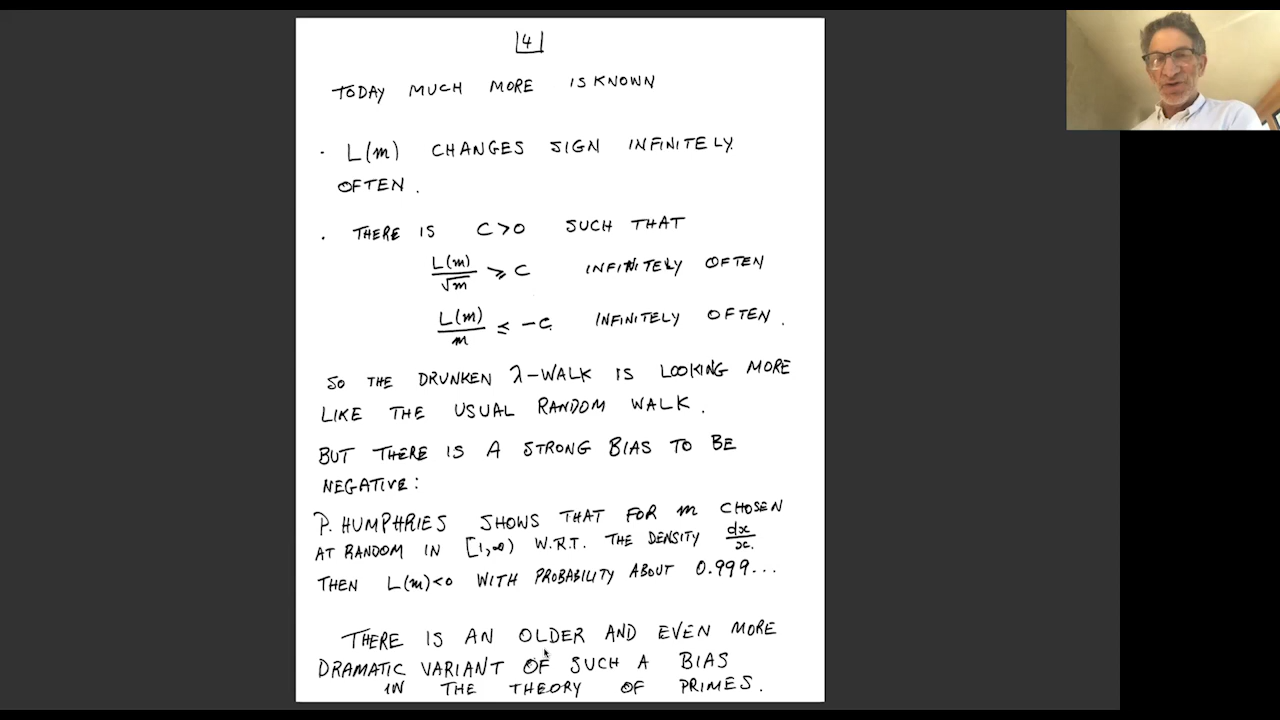 4
TODAY MUCH MORE IS KNOWN
· L(m) CHANGES SIGN INFINITELY
OFTEN.
· THERE IS C>0 SUCH THAT
L(m)/√m ≥ C INFINITELY OFTEN
L(m)/m ≤ -C. INFINITELY OFTEN.
SO THE DRUNKEN λ-WALK IS LOOKING MORE
LIKE THE USUAL RANDOM WALK.
BUT THERE IS A STRONG BIAS TO BE
NEGATIVE:
P. HUMPHRIES SHOWS THAT FOR m CHOSEN
AT RANDOM IN [1,∞) W.R.T. THE DENSITY dx/x.
THEN L(m)<0 WITH PROBABILITY ABOUT 0.999...
THERE IS AN OLDER AND EVEN MORE
DRAMATIC VARIANT OF SUCH A BIAS
IN THE THEORY OF PRIMES.